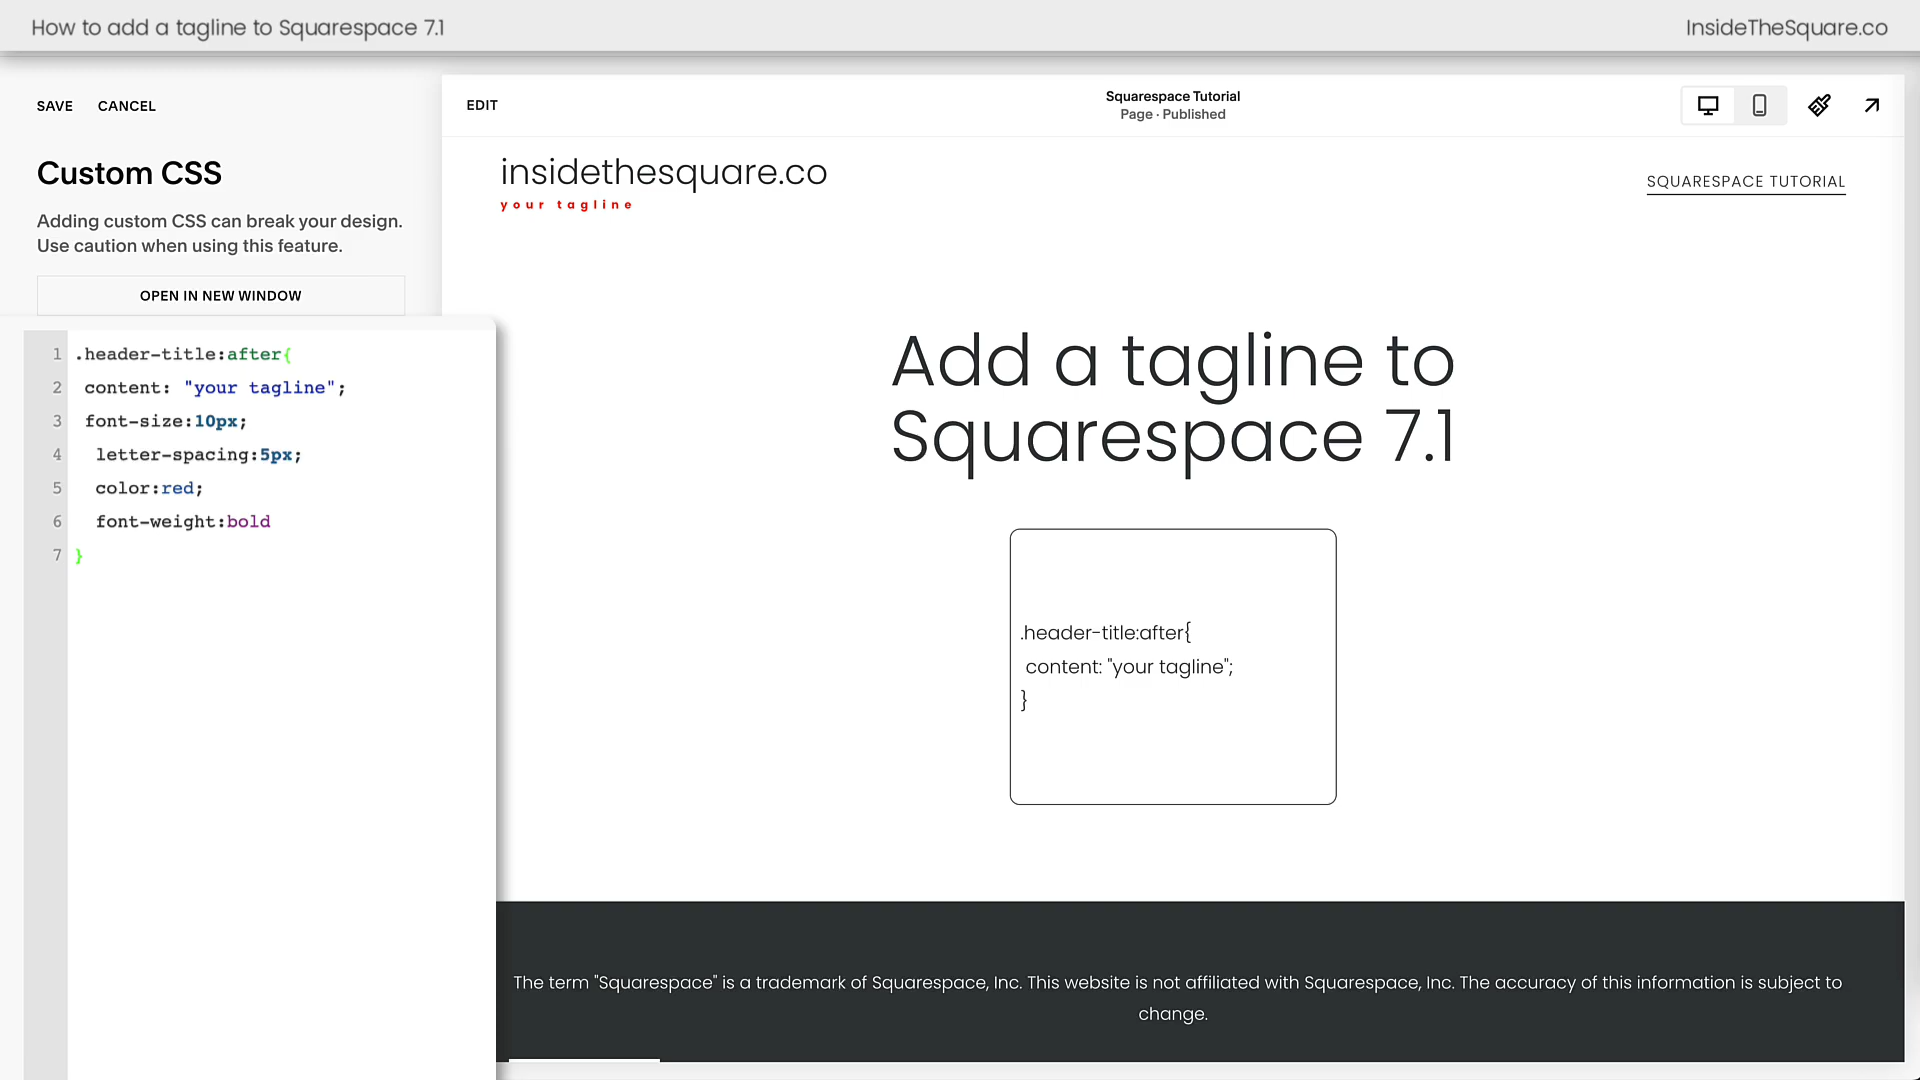 How to add a tagline to Squarespace 7.1
InsideTheSquare.co
SAVE CANCEL
EDIT
Squarespace Tutorial
Page · Published
Custom CSS
Adding custom CSS can break your design.
Use caution when using this feature.
OPEN IN NEW WINDOW
insidethesquare.co
your tagline
SQUARESPACE TUTORIAL
1 .header-title:after{
2 content: "your tagline";
3 font-size:10px;
4 letter-spacing:5px;
5 color:red;
6 font-weight:bold
7 }
Add a tagline to
Squarespace 7.1
.header-title:after{
content: "your tagline";
}
The term "Squarespace" is a trademark of Squarespace, Inc. This website is not affiliated with Squarespace, Inc. The accuracy of this information is subject to
change.